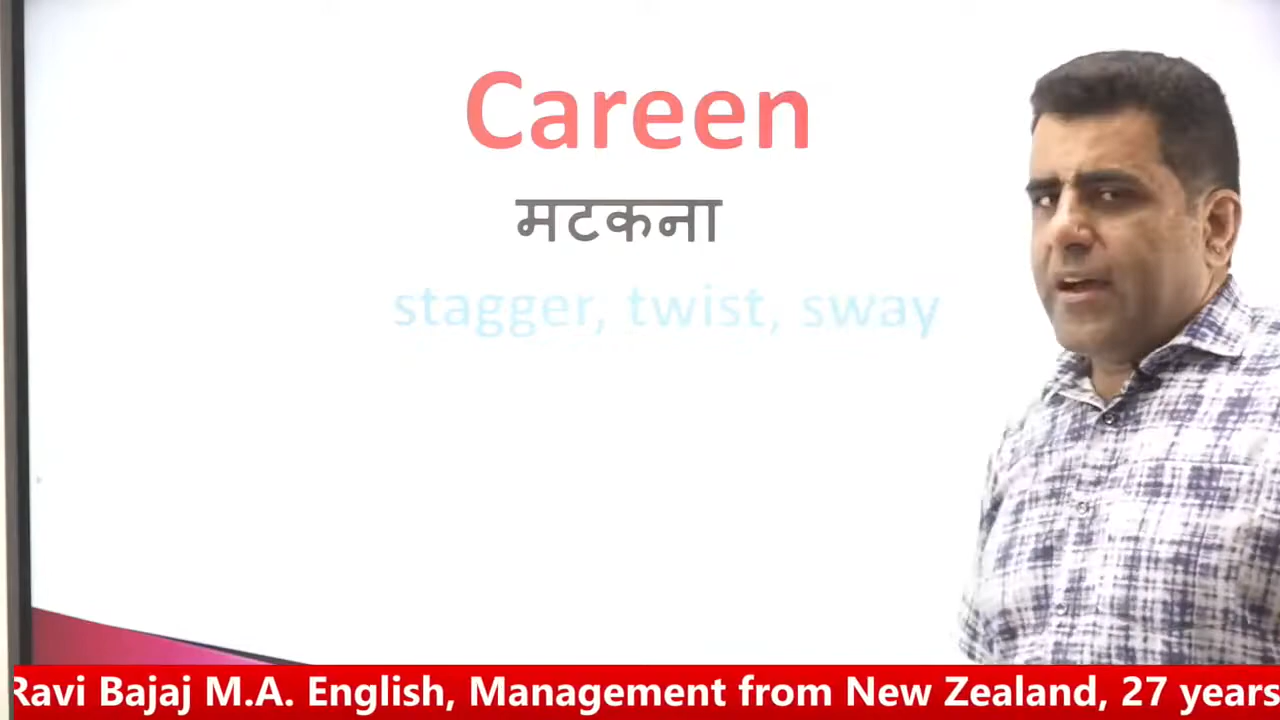 Careen
मटकना
stagger, twist, sway
Ravi Bajaj M.A. English, Management from New Zealand, 27 years